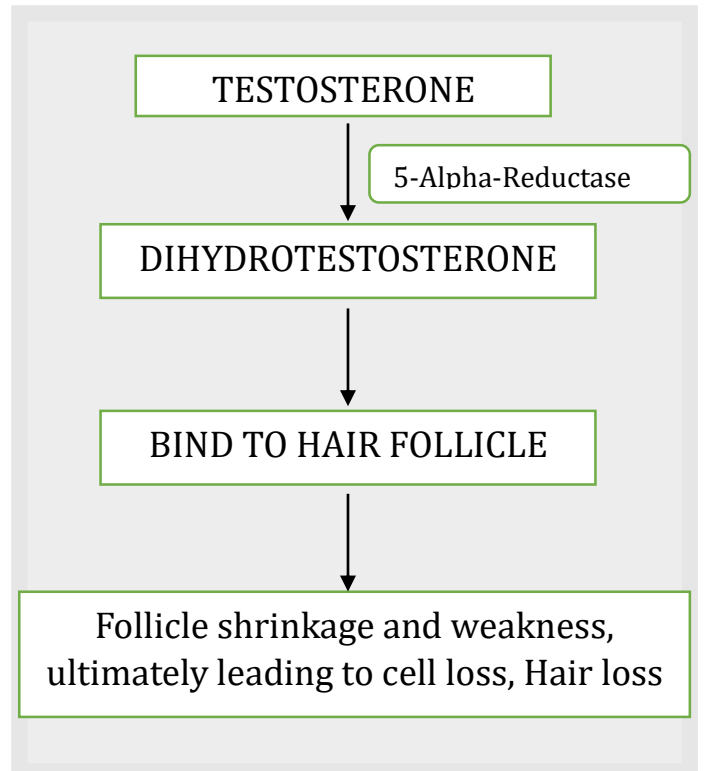 TESTOSTERONE
5-Alpha-Reductase
DIHYDROTESTOSTERONE
BIND TO HAIR FOLLICLE
Follicle shrinkage and weakness,
ultimately leading to cell loss, Hair loss